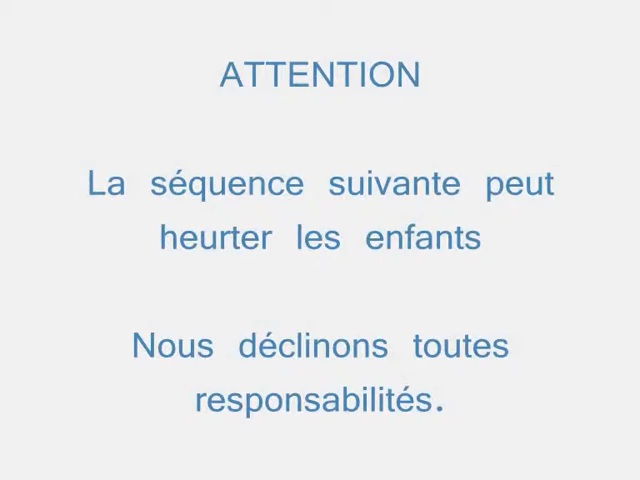 ATTENTION
La séquence suivante peut
heurter les enfants
Nous déclinons toutes
responsabilités.